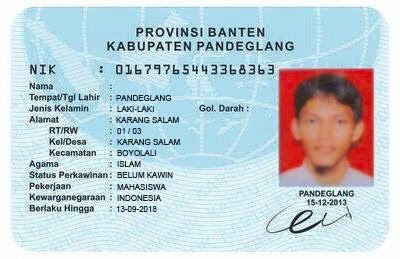 PROVINSI BANTEN
KABUPATEN PANDEGLANG
NIK : 01679765443368363
Nama :
Tempat/Tgl Lahir : PANDEGLANG
Jenis Kelamin : LAKI-LAKI Gol. Darah :
Alamat : KARANG SALAM
RT/RW : 01 / 03
Kel/Desa : KARANG SALAM
Kecamatan : BOYOLALI
Agama : ISLAM
Status Perkawinan : BELUM KAWIN
Pekerjaan : MAHASISWA
Kewarganegaraan : INDONESIA
Berlaku Hingga : 13-09-2018
PANDEGLANG
15-12-2013